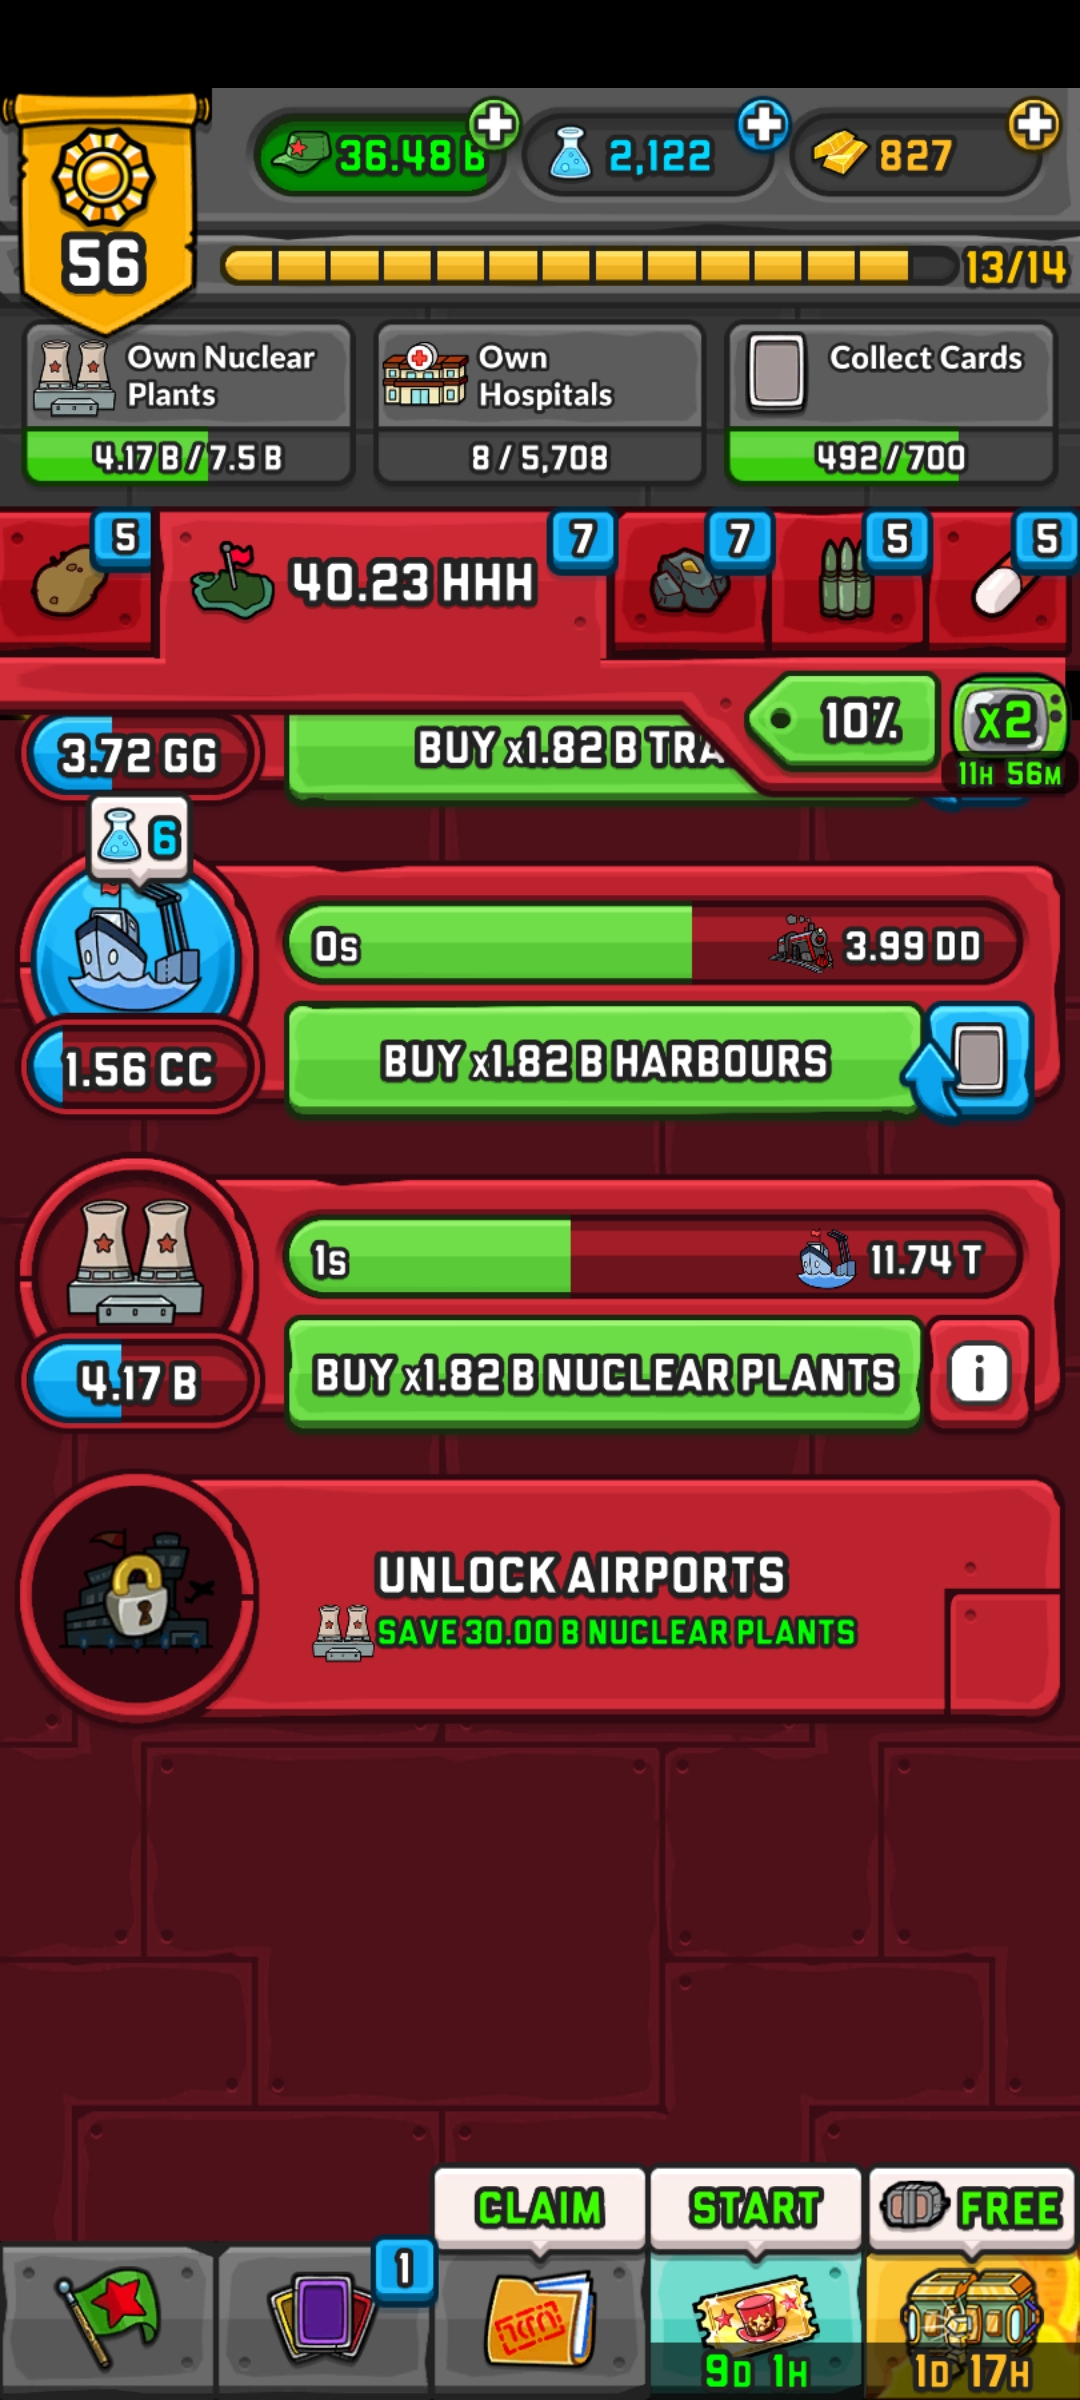 36.48 B
2,122
827
56
13/14
Own Nuclear
Plants
4.17 B / 7.5 B
Own
Hospitals
8 / 5,708
Collect Cards
492 / 700
5
40.23 HHH
7
7
5
5
10%
x2
11H 56M
3.72 GG
BUY x1.82 B TRA
6
0s
3.99 DD
1.56 CC
BUY x1.82 B HARBOURS
1s
11.74 T
4.17 B
BUY x1.82 B NUCLEAR PLANTS
i
UNLOCK AIRPORTS
SAVE 30.00 B NUCLEAR PLANTS
CLAIM
START
FREE
1
9D 1H
1D 17H